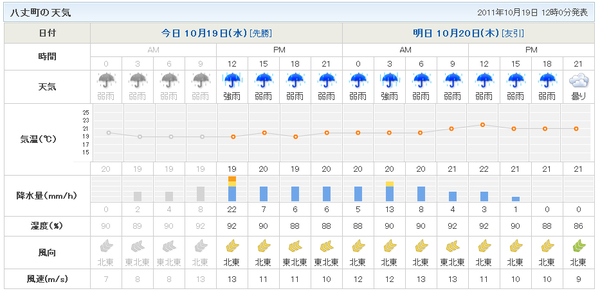 八丈町の天気 2011年10月19日 12時0分発表
日付 今日 10月19日(水) [先勝] 明日 10月20日(木) [友引]
時間 AM PM AM PM
0 3 6 9 12 15 18 21 0 3 6 9 12 15 18 21
天気 弱雨 弱雨 弱雨 弱雨 強雨 弱雨 弱雨 弱雨 弱雨 強雨 弱雨 弱雨 弱雨 弱雨 弱雨 曇り
気温(℃) 25 23 21 19 17 15
20 19 19 19 19 20 19 20 20 20 20 21 22 21 21 21
降水量(mm/h)
0 2 4 8 22 7 6 6 5 13 8 4 3 1 0 0
湿度(%) 90 89 90 92 92 90 88 88 88 90 90 92 92 90 88 86
風向 北東 東北東 東北東 北東 北東 東北東 東北東 東北東 北東 北東 北東 東北東 東北東 北東 北東 北東
風速(m/s) 7 8 8 13 13 11 11 10 12 12 13 13 11 10 10 9